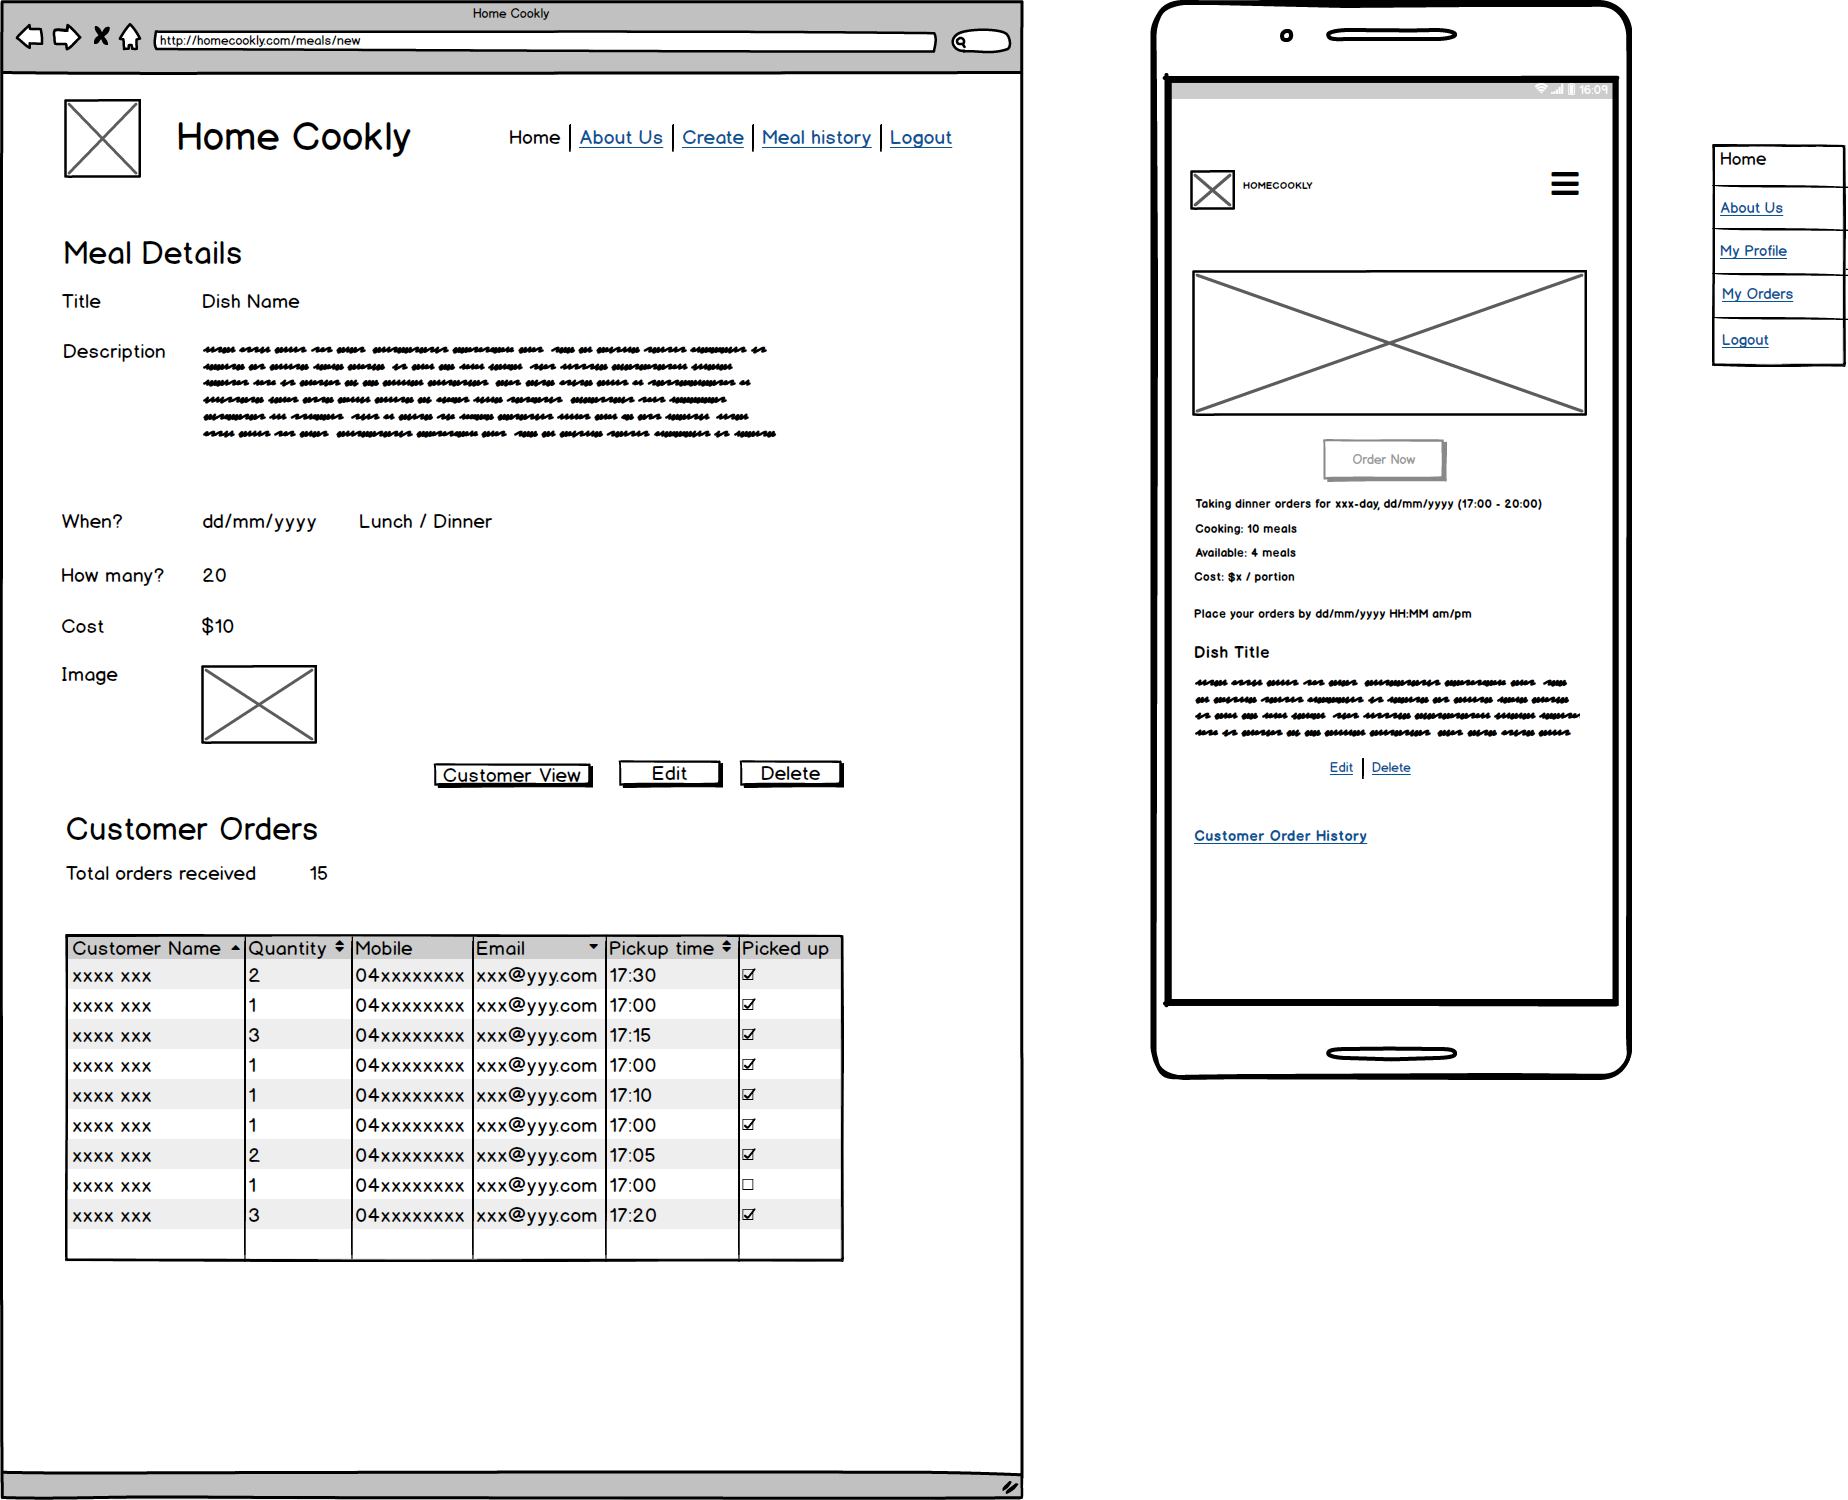 Home Cookly
http://homecookly.com/meals/new
Home Cookly
Home | About Us | Create | Meal history | Logout
Meal Details
Title Dish Name
Description
When? dd/mm/yyyy Lunch / Dinner
How many? 20
Cost $10
Image
Customer View Edit Delete
Customer Orders
Total orders received 15
Customer Name Quantity Mobile Email Pickup time Picked up
xxxx xxx 2 04xxxxxxxx xxx@yyy.com 17:30
xxxx xxx 1 04xxxxxxxx xxx@yyy.com 17:00
xxxx xxx 3 04xxxxxxxx xxx@yyy.com 17:15
xxxx xxx 1 04xxxxxxxx xxx@yyy.com 17:00
xxxx xxx 1 04xxxxxxxx xxx@yyy.com 17:10
xxxx xxx 1 04xxxxxxxx xxx@yyy.com 17:00
xxxx xxx 2 04xxxxxxxx xxx@yyy.com 17:05
xxxx xxx 1 04xxxxxxxx xxx@yyy.com 17:00
xxxx xxx 3 04xxxxxxxx xxx@yyy.com 17:20
16:09
HOMECOOKLY
Order Now
Taking dinner orders for xxx-day, dd/mm/yyyy (17:00 - 20:00)
Cooking: 10 meals
Available: 4 meals
Cost: $x / portion
Place your orders by dd/mm/yyyy HH:MM am/pm
Dish Title
Edit | Delete
Customer Order History
Home
About Us
My Profile
My Orders
Logout